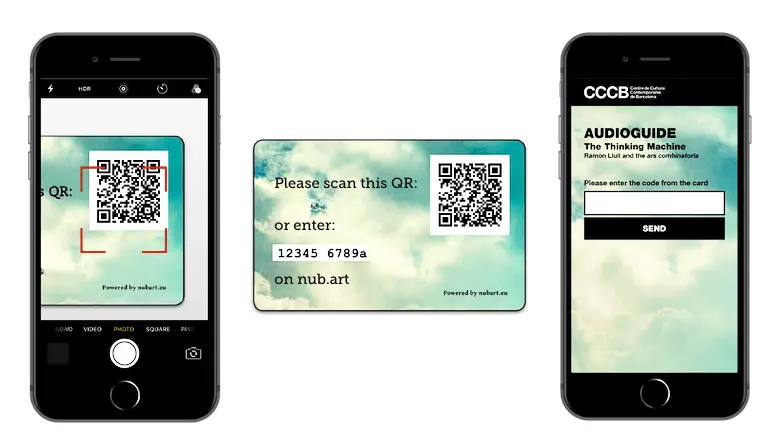 HDR
s QR:
Powered by nubart.eu
SLO-MO VIDEO PHOTO SQUARE PANO
Please scan this QR:
or enter:
12345 6789a
on nub.art
Powered by nubart.eu
CCCB Centre de Cultura
Contemporània
de Barcelona
AUDIOGUIDE
The Thinking Machine
Ramon Llull and the ars combinatoria
Please enter the code from the card
SEND